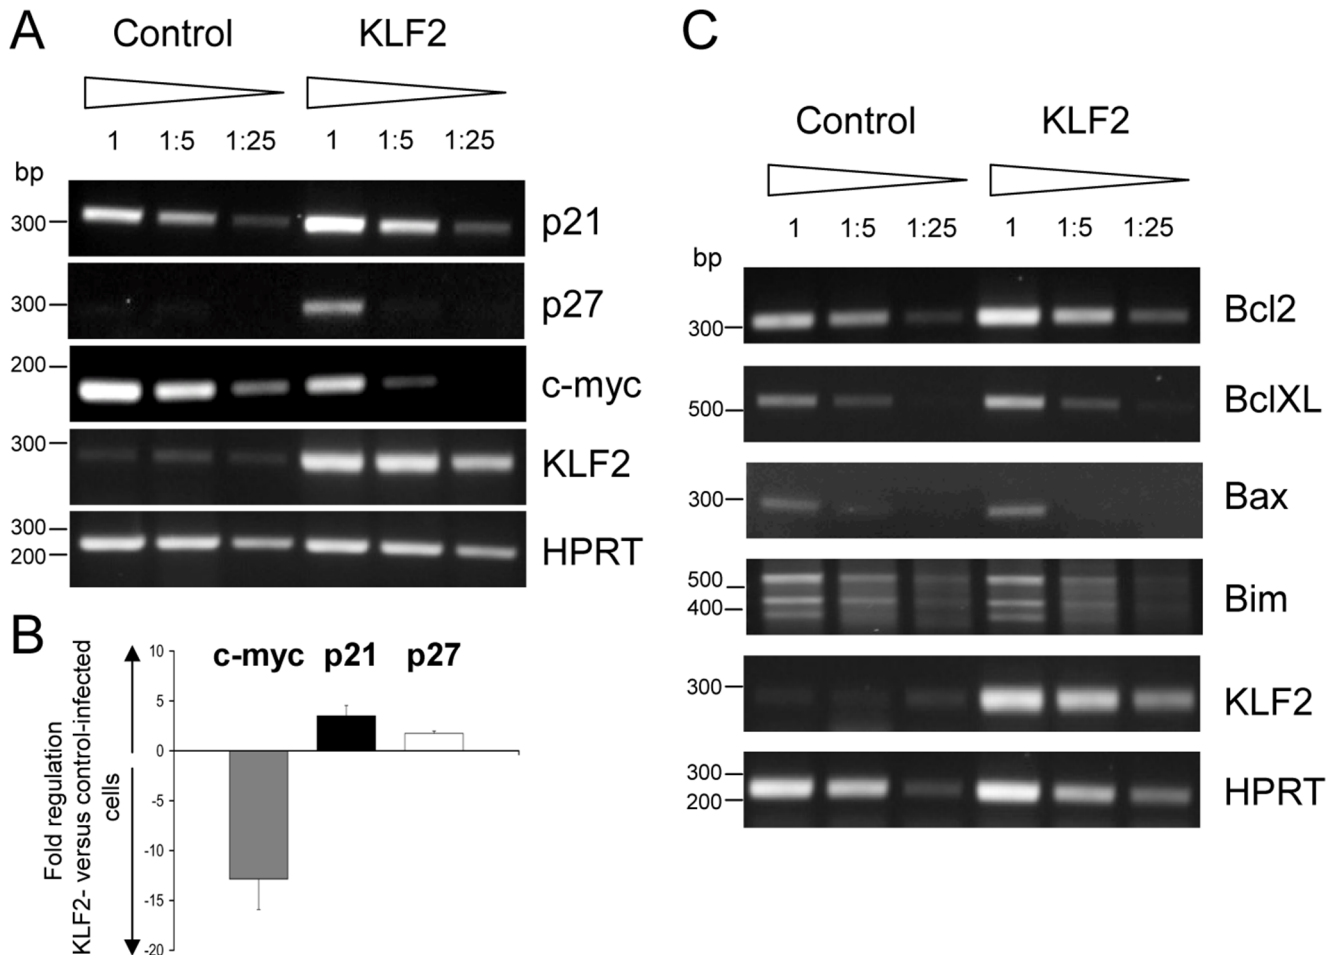 A
Control KLF2
1 1:5 1:25 1 1:5 1:25
bp
300 p21
300 p27
200 c-myc
300 KLF2
300
200 HPRT
B
Fold regulation
KLF2- versus control-infected
cells
10
5
0
-5
-10
-15
-20
c-myc p21 p27
C
Control KLF2
1 1:5 1:25 1 1:5 1:25
bp
300 Bcl2
500 BclXL
300 Bax
500
400 Bim
300 KLF2
300
200 HPRT